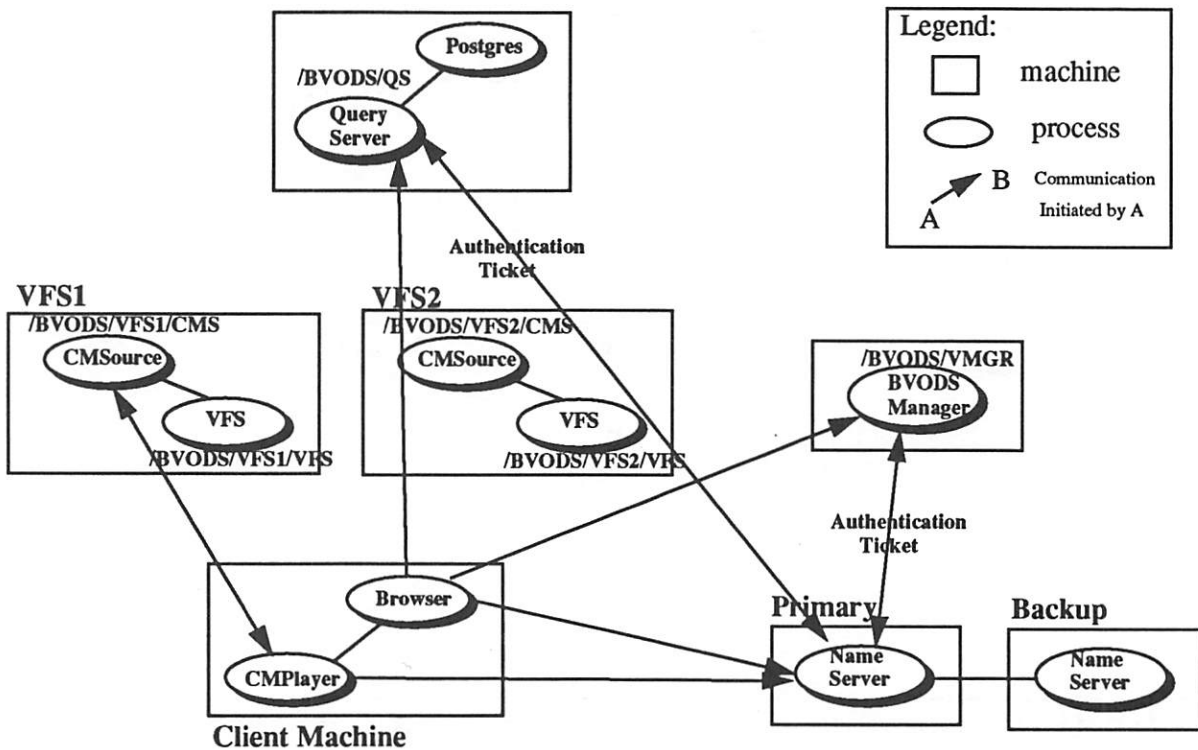 Postgres
/BVODS/QS
Query
Server
Legend:
machine
process
A
B
Communication
Initiated by A
Authentication
Ticket
VFS1
/BVODS/VFS1/CMS
CMSource
VFS
/BVODS/VFS1/VFS
VFS2
/BVODS/VFS2/CMS
CMSource
VFS
/BVODS/VFS2/VFS
/BVODS/VMGR
BVODS
Manager
Authentication
Ticket
Browser
CMPlayer
Client Machine
Primary
Name
Server
Backup
Name
Server